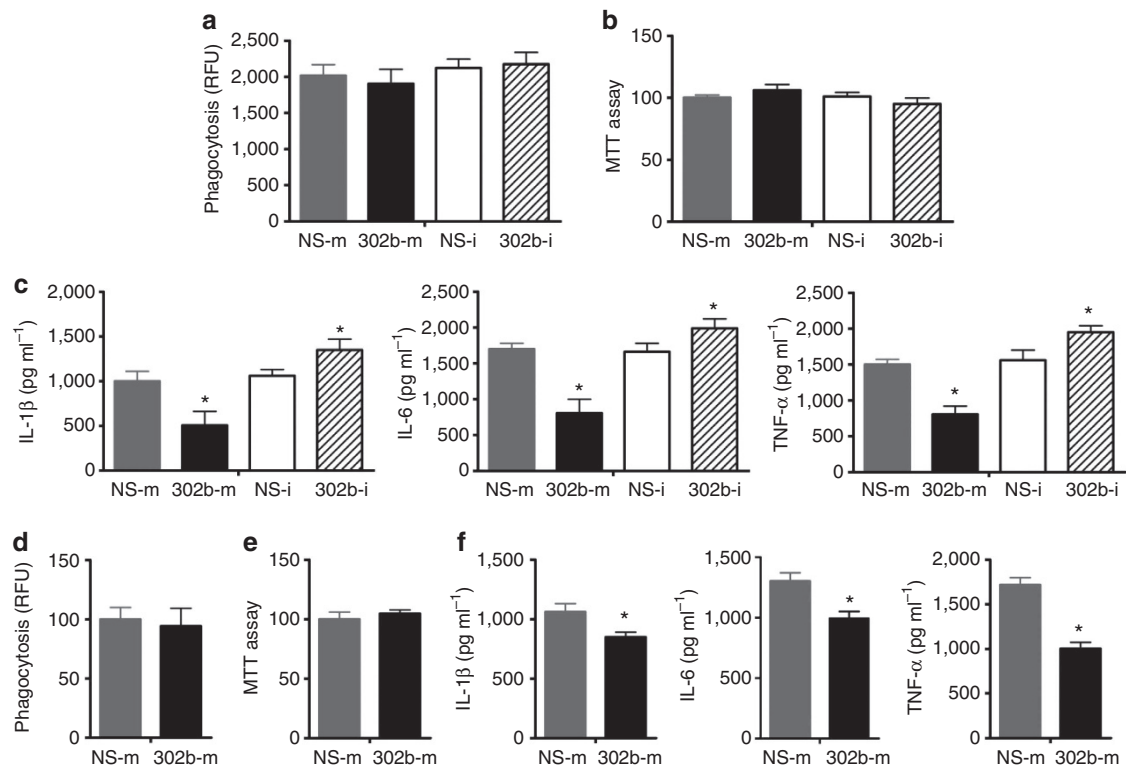 a
Phagocytosis (RFU)
2,500
2,000
1,500
1,000
500
0
NS-m 302b-m NS-i 302b-i
b
MTT assay
150
100
50
0
NS-m 302b-m NS-i 302b-i
c
IL-1β (pg ml⁻¹)
2,000
1,500
1,000
500
0
*
*
NS-m 302b-m NS-i 302b-i
IL-6 (pg ml⁻¹)
2,500
2,000
1,500
1,000
500
0
*
*
NS-m 302b-m NS-i 302b-i
TNF-α (pg ml⁻¹)
2,500
2,000
1,500
1,000
500
0
*
*
NS-m 302b-m NS-i 302b-i
d
Phagocytosis (RFU)
150
100
50
0
NS-m 302b-m
e
MTT assay
150
100
50
0
NS-m 302b-m
f
IL-1β (pg ml⁻¹)
1,500
1,000
500
0
*
NS-m 302b-m
IL-6 (pg ml⁻¹)
1,500
1,000
500
0
*
NS-m 302b-m
TNF-α (pg ml⁻¹)
2,000
1,500
1,000
500
0
*
NS-m 302b-m